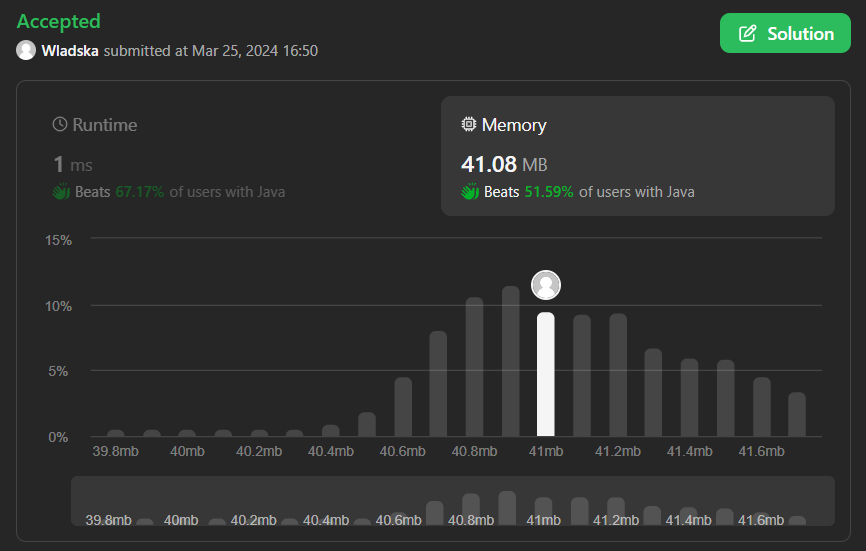 Accepted
Wladska submitted at Mar 25, 2024 16:50
Solution
Runtime
1 ms
Beats 67.17% of users with Java
Memory
41.08 MB
Beats 51.59% of users with Java
15%
10%
5%
0%
39.8mb 40mb 40.2mb 40.4mb 40.6mb 40.8mb 41mb 41.2mb 41.4mb 41.6mb
39.8mb 40mb 40.2mb 40.4mb 40.6mb 40.8mb 41mb 41.2mb 41.4mb 41.6mb